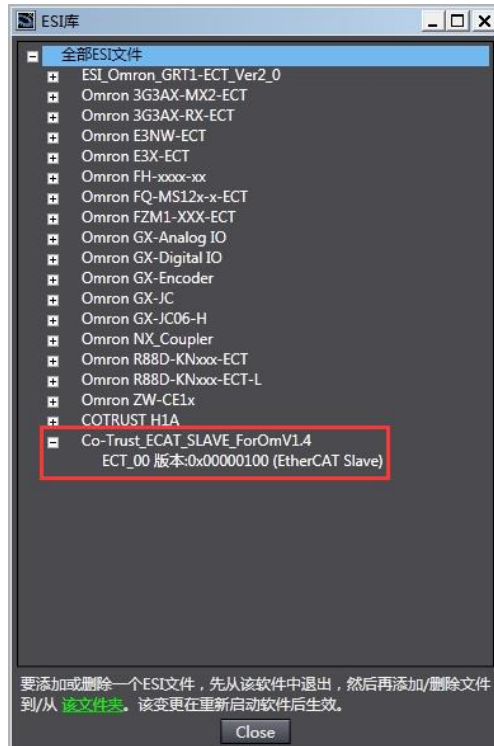 ESI库
全部ESI文件
ESI_Omron_GRT1-ECT_Ver2_0
Omron 3G3AX-MX2-ECT
Omron 3G3AX-RX-ECT
Omron E3NW-ECT
Omron E3X-ECT
Omron FH-xxxx-xx
Omron FQ-MS12x-x-ECT
Omron FZM1-XXX-ECT
Omron GX-Analog IO
Omron GX-Digital IO
Omron GX-Encoder
Omron GX-JC
Omron GX-JC06-H
Omron NX_Coupler
Omron R88D-KNxxx-ECT
Omron R88D-KNxxx-ECT-L
Omron ZW-CE1x
COTRUST H1A
Co-Trust_ECAT_SLAVE_ForOmV1.4
ECT_00 版本:0x00000100 (EtherCAT Slave)
要添加或删除一个ESI文件，先从该软件中退出，然后再添加/删除文件
到/从 该文件夹。该变更在重新启动软件后生效。
Close